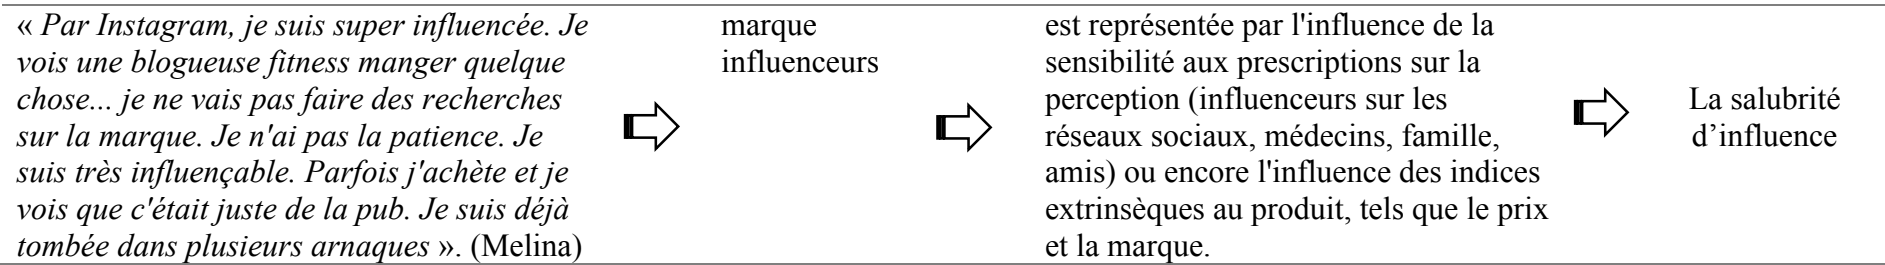 « Par Instagram, je suis super influencée. Je
vois une blogueuse fitness manger quelque
chose... je ne vais pas faire des recherches
sur la marque. Je n'ai pas la patience. Je
suis très influençable. Parfois j'achète et je
vois que c'était juste de la pub. Je suis déjà
tombée dans plusieurs arnaques ». (Melina)
marque
influenceurs
est représentée par l'influence de la
sensibilité aux prescriptions sur la
perception (influenceurs sur les
réseaux sociaux, médecins, famille,
amis) ou encore l'influence des indices
extrinsèques au produit, tels que le prix
et la marque.
La salubrité
d’influence